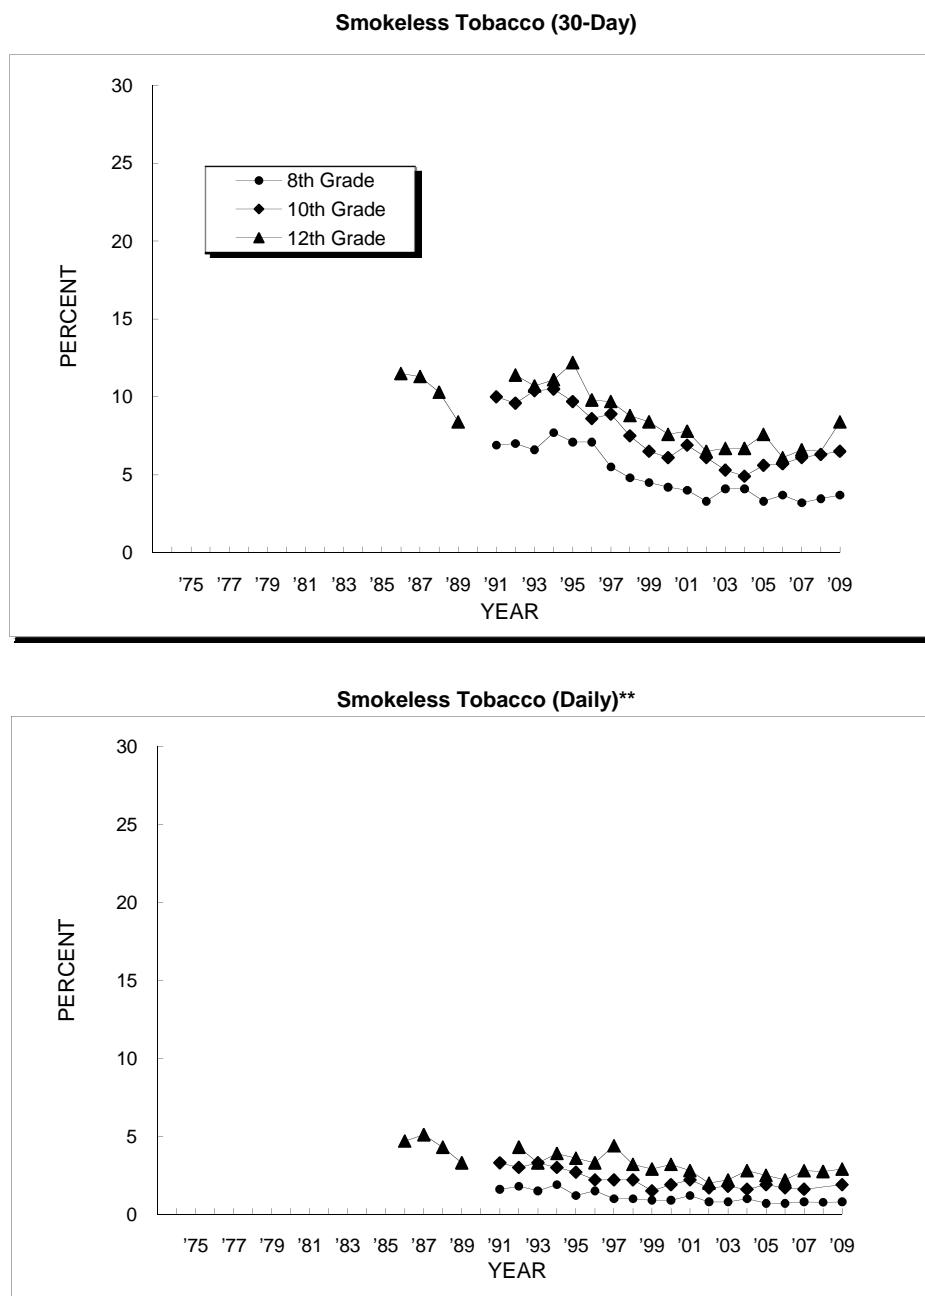 Smokeless Tobacco (30-Day)
30
25
20
15
10
5
0
PERCENT
8th Grade
10th Grade
12th Grade
’75 ’77 ’79 ’81 ’83 ’85 ’87 ’89 ’91 ’93 ’95 ’97 ’99 ’01 ’03 ’05 ’07 ’09
YEAR
Smokeless Tobacco (Daily)**
30
25
20
15
10
5
0
PERCENT
’75 ’77 ’79 ’81 ’83 ’85 ’87 ’89 ’91 ’93 ’95 ’97 ’99 ’01 ’03 ’05 ’07 ’09
YEAR